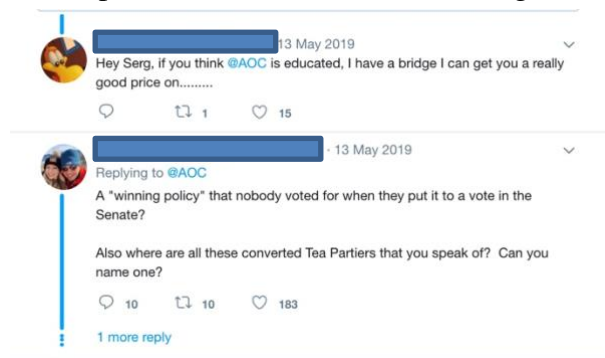 13 May 2019
Hey Serg, if you think @AOC is educated, I have a bridge I can get you a really
good price on.........
1 15
· 13 May 2019
Replying to @AOC
A "winning policy" that nobody voted for when they put it to a vote in the
Senate?
Also where are all these converted Tea Partiers that you speak of? Can you
name one?
10 10 183
1 more reply